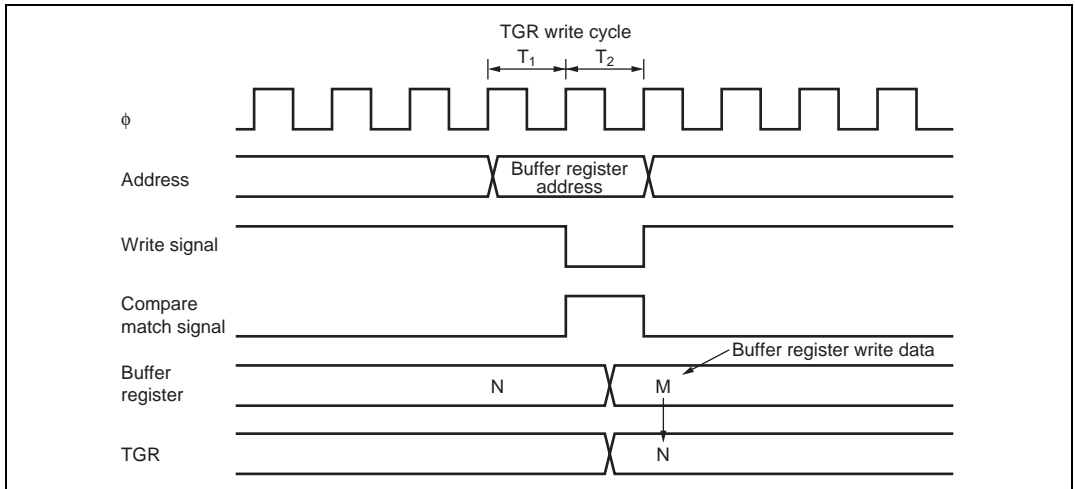 TGR write cycle
T1 T2
φ
Address
Buffer register
address
Write signal
Compare
match signal
Buffer register write data
Buffer
register
N M
TGR
N